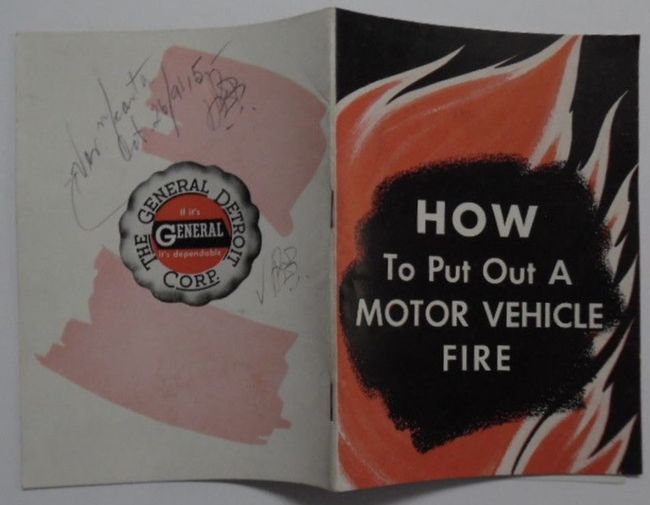 THE GENERAL DETROIT CORP.
If it's
GENERAL
it's dependable
HOW
To Put Out A
MOTOR VEHICLE
FIRE